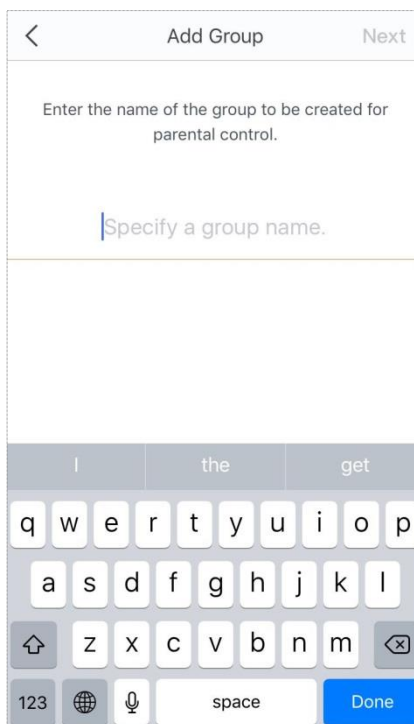 Add Group
Next
Enter the name of the group to be created for
parental control.
Specify a group name.
I the get
q w e r t y u i o p
a s d f g h j k l
z x c v b n m
123 space Done